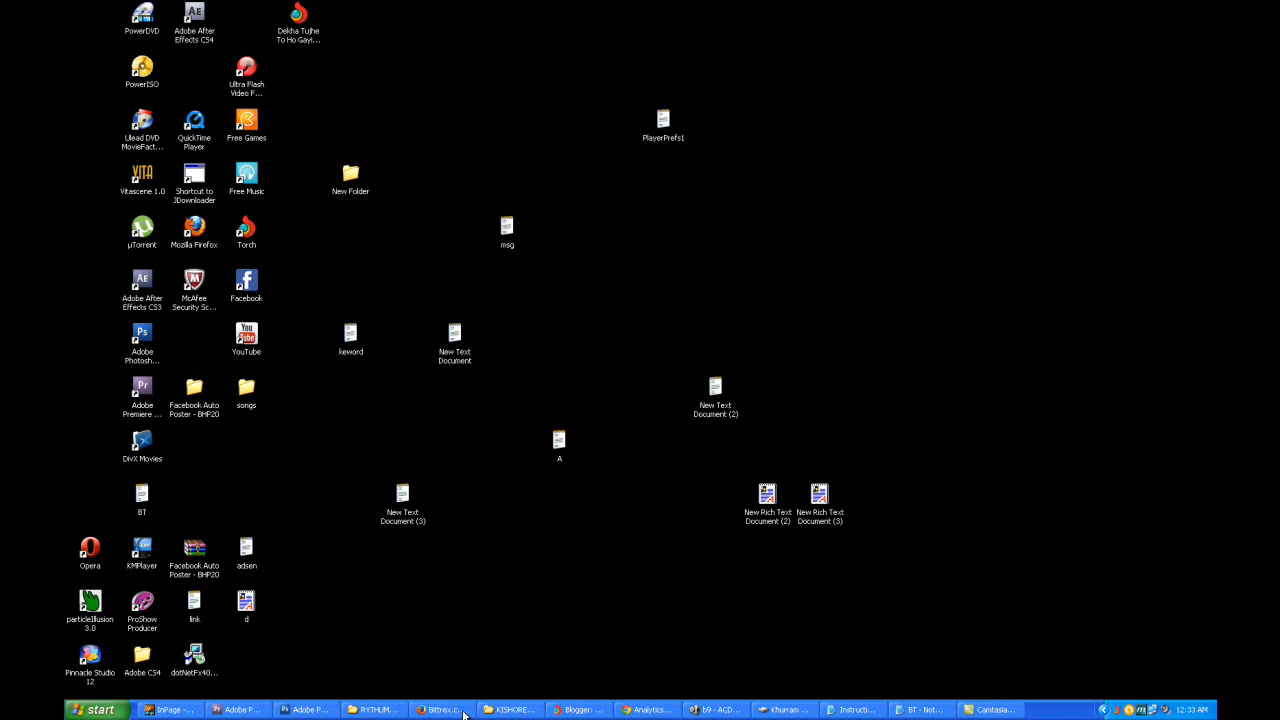 PowerDVD
Adobe After
Effects CS4
Dekha Tujhe
To Ho Gayi...
PowerISO
Ultra Flash
Video F...
Ulead DVD
MovieFact...
QuickTime
Player
Free Games
PlayerPrefs1
Vitascene 1.0
Shortcut to
JDownloader
Free Music
New Folder
µTorrent
Mozilla Firefox
Torch
msg
Adobe After
Effects CS3
McAfee
Security Sc...
Facebook
Adobe
Photosh...
YouTube
keword
New Text
Document
Adobe
Premiere ...
Facebook Auto
Poster - BHP20
songs
New Text
Document (2)
DivX Movies
A
BT
New Text
Document (3)
New Rich Text
Document (2)
New Rich Text
Document (3)
Opera
KMPlayer
Facebook Auto
Poster - BHP20
adsen
particleIllusion
3.0
ProShow
Producer
link
d
Pinnacle Studio
12
Adobe CS4
dotNetFx40...
start
InPage -...
Adobe P...
Adobe P...
RYTHUM...
Bittrex.c...
KISHORE...
Blogger: ...
Analytics...
b9 - ACD...
Khurram ...
Instructi...
BT - Not...
Camtasia...
12:33 AM